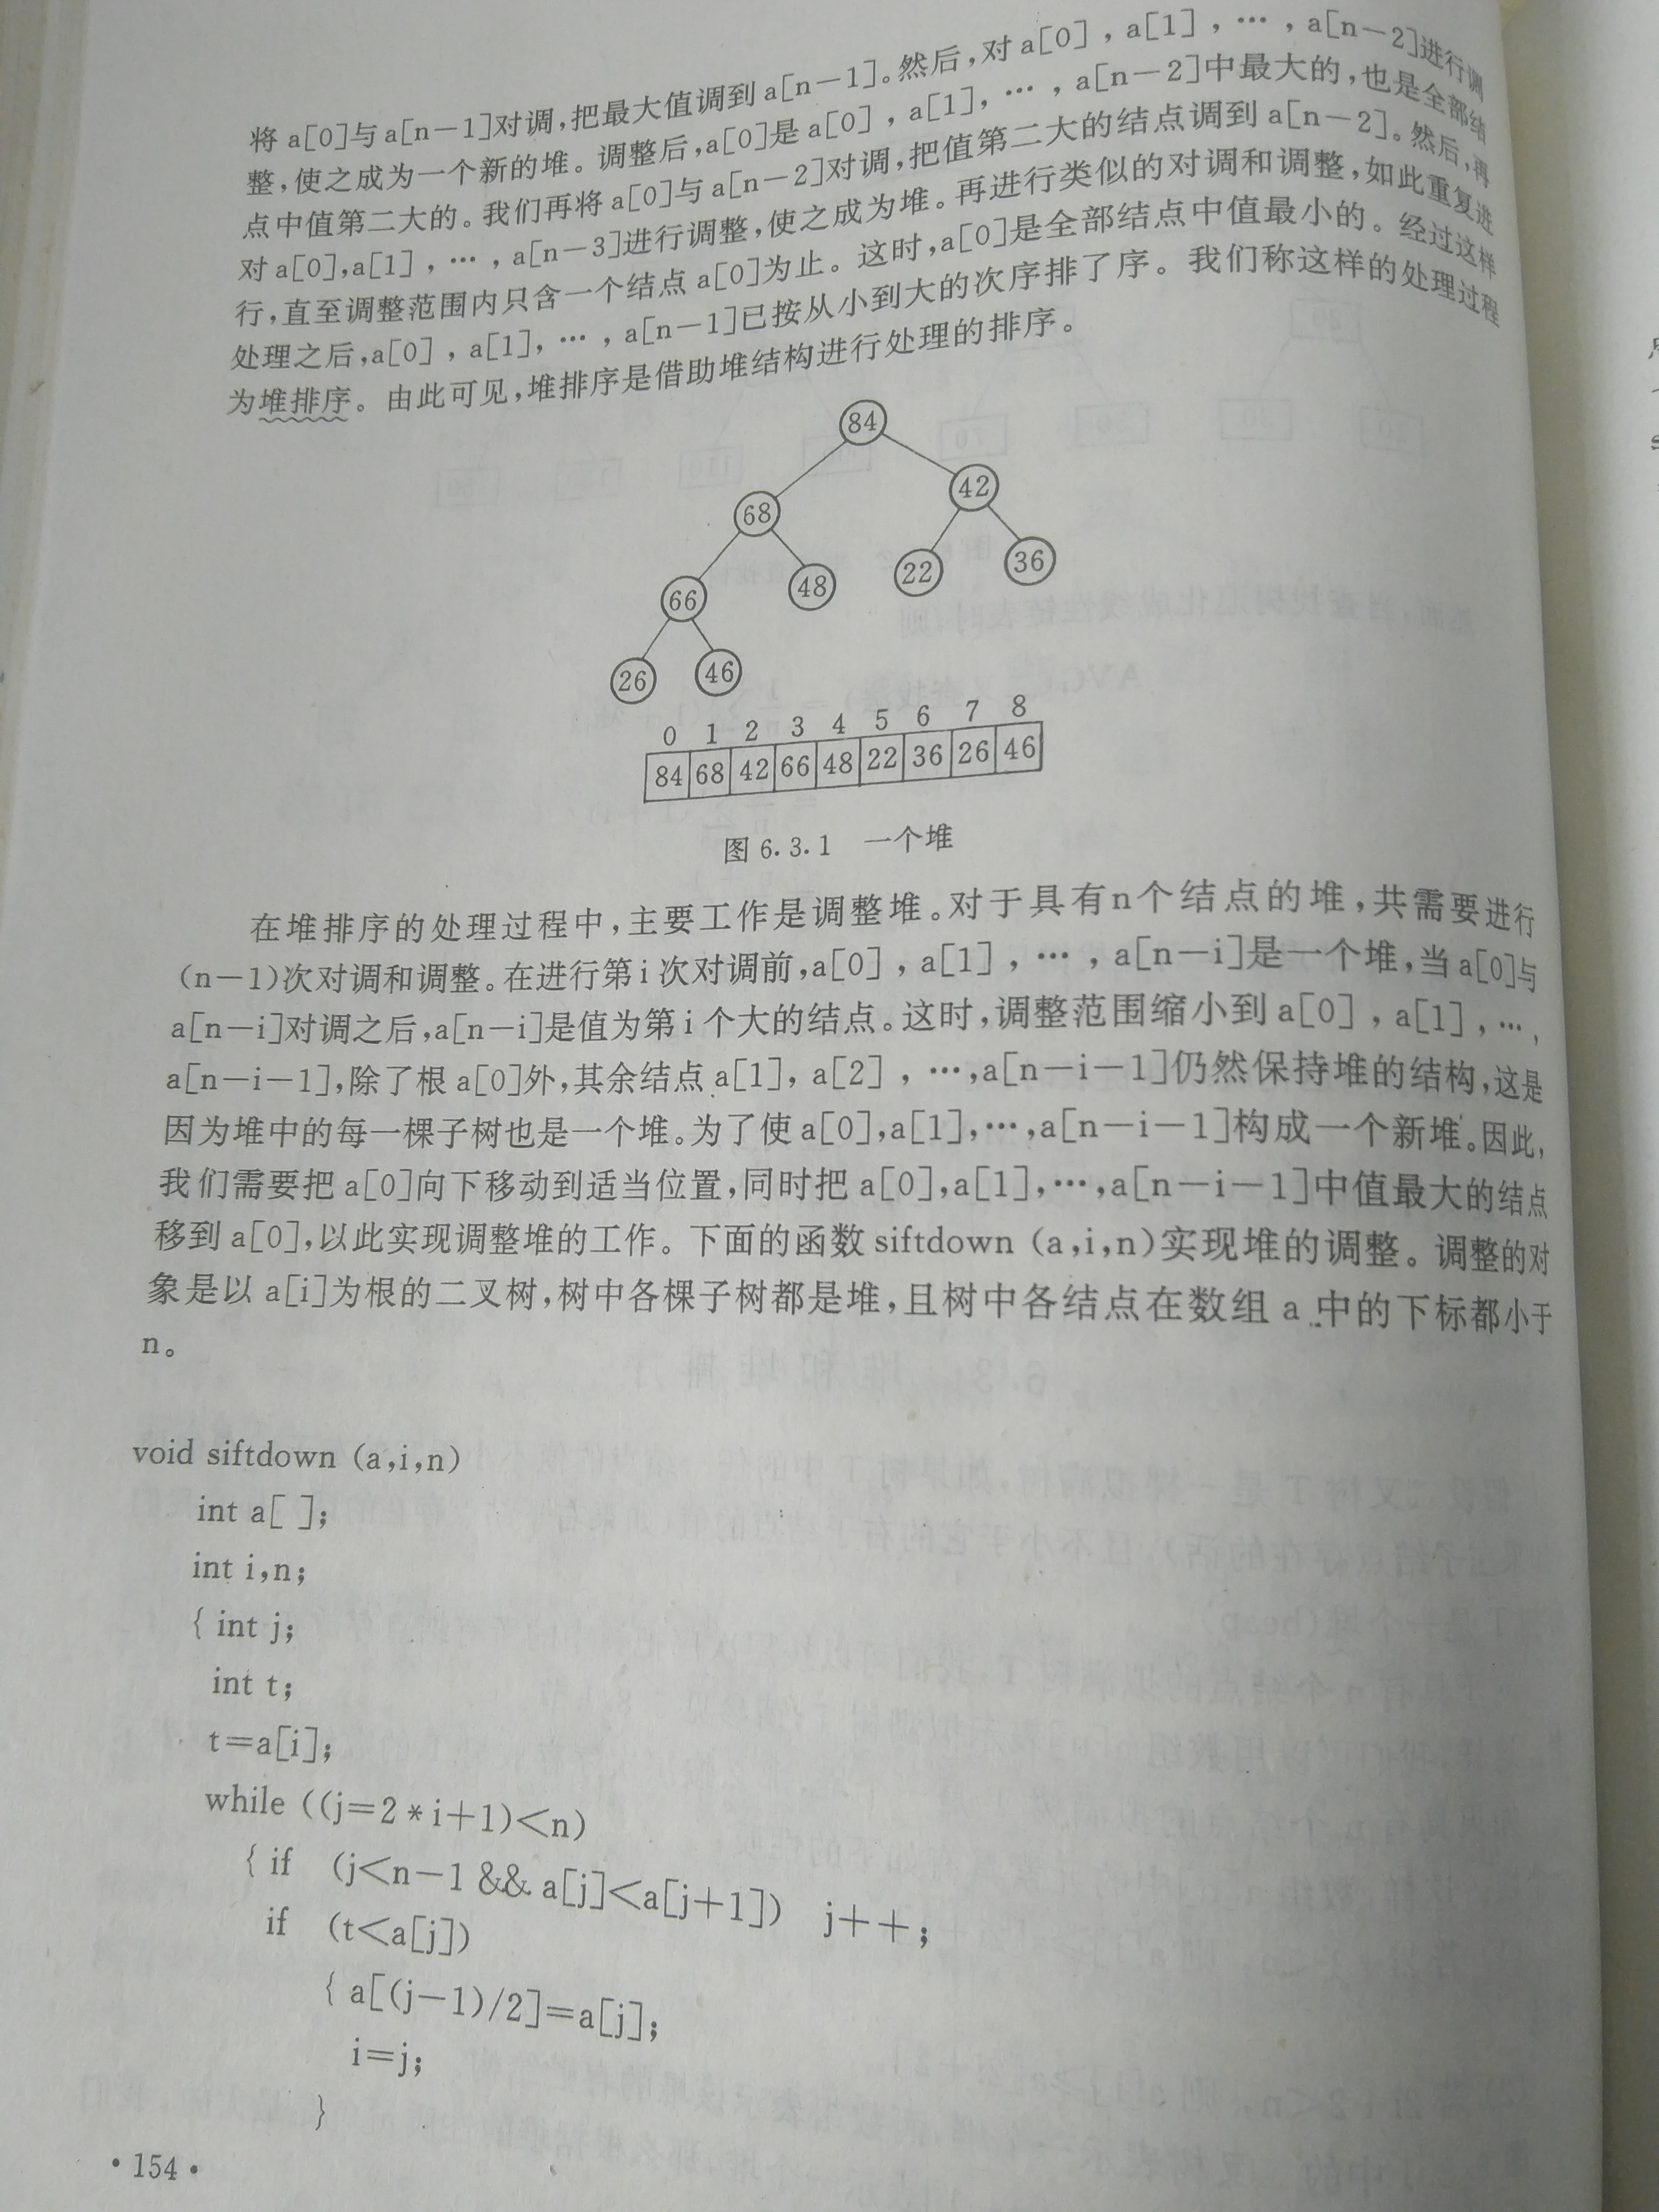 将 a[0]与 a[n-1]对调,把最大值调到 a[n-1]。然后,对 a[0],a[1],…,a[n-2]进行调
整,使之成为一个新的堆。调整后,a[0]是 a[0],a[1],…,a[n-2]中最大的,也是全部结
点中值第二大的。我们再将 a[0]与 a[n-2]对调,把值第二大的结点调到 a[n-2]。然后,再
对 a[0],a[1],…,a[n-3]进行调整,使之成为堆。再进行类似的对调和调整,如此重复进
行,直至调整范围内只含一个结点 a[0]为止。这时,a[0]是全部结点中值最小的。经过这样
处理之后,a[0],a[1],…,a[n-1]已按从小到大的次序排了序。我们称这样的处理过程
为堆排序。由此可见,堆排序是借助堆结构进行处理的排序。
84
68 42
66 48 22 36
26 46
0 1 2 3 4 5 6 7 8
84 68 42 66 48 22 36 26 46
图 6.3.1 一个堆
在堆排序的处理过程中,主要工作是调整堆。对于具有n个结点的堆,共需要进行
(n-1)次对调和调整。在进行第 i 次对调前,a[0],a[1],…,a[n-i]是一个堆,当 a[0]与
a[n-i]对调之后,a[n-i]是值为第 i 个大的结点。这时,调整范围缩小到 a[0],a[1],…,
a[n-i-1],除了根 a[0]外,其余结点 a[1],a[2],…,a[n-i-1]仍然保持堆的结构,这是
因为堆中的每一棵子树也是一个堆。为了使 a[0],a[1],…,a[n-i-1]构成一个新堆。因此,
我们需要把 a[0]向下移动到适当位置,同时把 a[0],a[1],…,a[n-i-1]中值最大的结点
移到 a[0],以此实现调整堆的工作。下面的函数 siftdown (a,i,n)实现堆的调整。调整的对
象是以 a[i]为根的二叉树,树中各棵子树都是堆,且树中各结点在数组 a 中的下标都小于
n。
void siftdown (a,i,n)
int a[ ];
int i,n;
{ int j;
int t;
t=a[i];
while ((j=2*i+1)<n)
{ if (j<n-1 && a[j]<a[j+1]) j++;
if (t<a[j])
{ a[(j-1)/2]=a[j];
i=j;
}
·154·